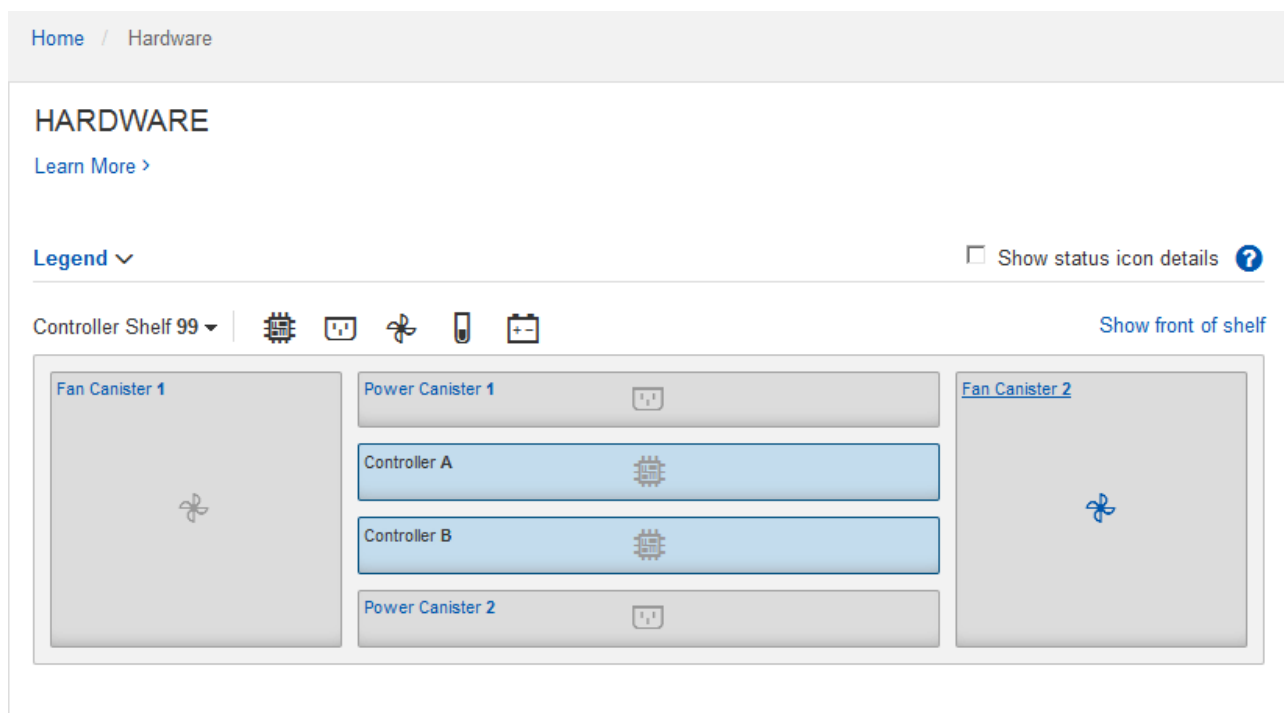 Home / Hardware
HARDWARE
Learn More >
Legend
Show status icon details ?
Controller Shelf 99
Show front of shelf
Fan Canister 1
Power Canister 1
Fan Canister 2
Controller A
Controller B
Power Canister 2